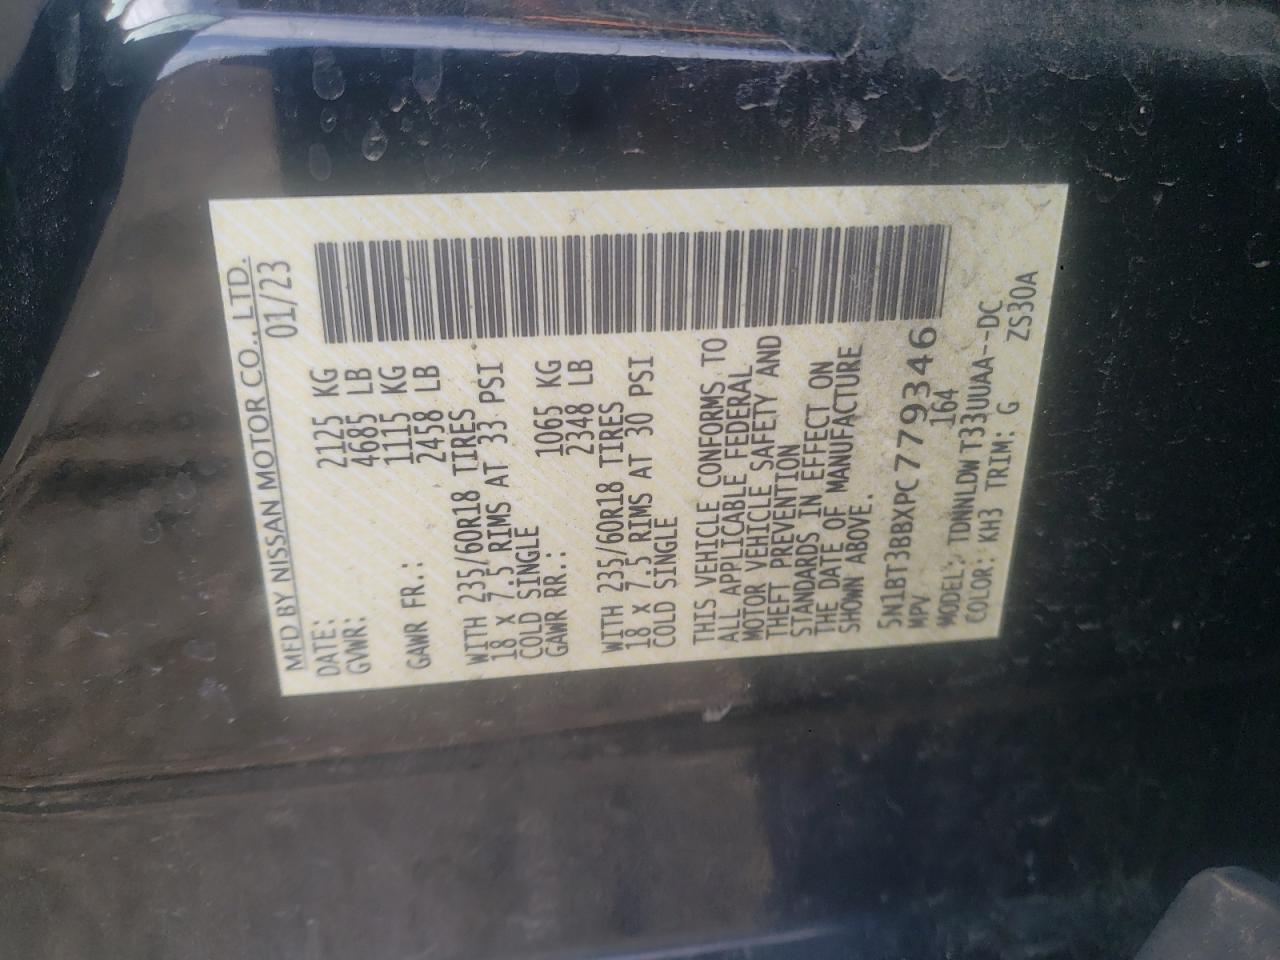 MFD BY NISSAN MOTOR CO., LTD.
DATE: 01/23
GVWR: 2125 KG
4685 LB
GAWR FR.: 1115 KG
2458 LB
WITH 235/60R18 TIRES
18 X 7.5 RIMS AT 33 PSI
COLD SINGLE
GAWR RR.: 1065 KG
2348 LB
WITH 235/60R18 TIRES
18 X 7.5 RIMS AT 30 PSI
COLD SINGLE
THIS VEHICLE CONFORMS TO
ALL APPLICABLE FEDERAL
MOTOR VEHICLE SAFETY AND
THEFT PREVENTION
STANDARDS IN EFFECT ON
THE DATE OF MANUFACTURE
SHOWN ABOVE.
5N1BT3BBXPC779346
MPV 164
MODEL: TDNNLDWT33UUAA--DC
COLOR: KH3 TRIM: G ZS30A